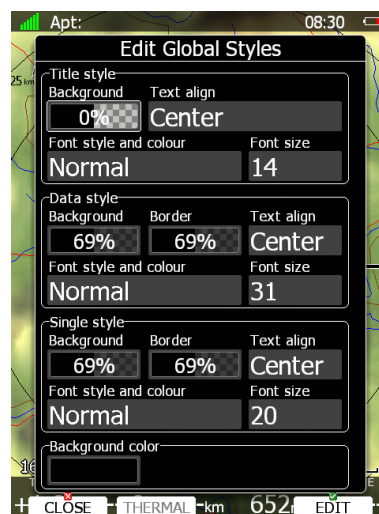 Apt: 08:30
Edit Global Styles
25 km
Title style
Background Text align
0% Center
Font style and colour Font size
Normal 14
Data style
Background Border Text align
69% 69% Center
Font style and colour Font size
Normal 31
Single style
Background Border Text align
69% 69% Center
Font style and colour Font size
Normal 20
Background color
CLOSE THERMAL km 652 EDIT